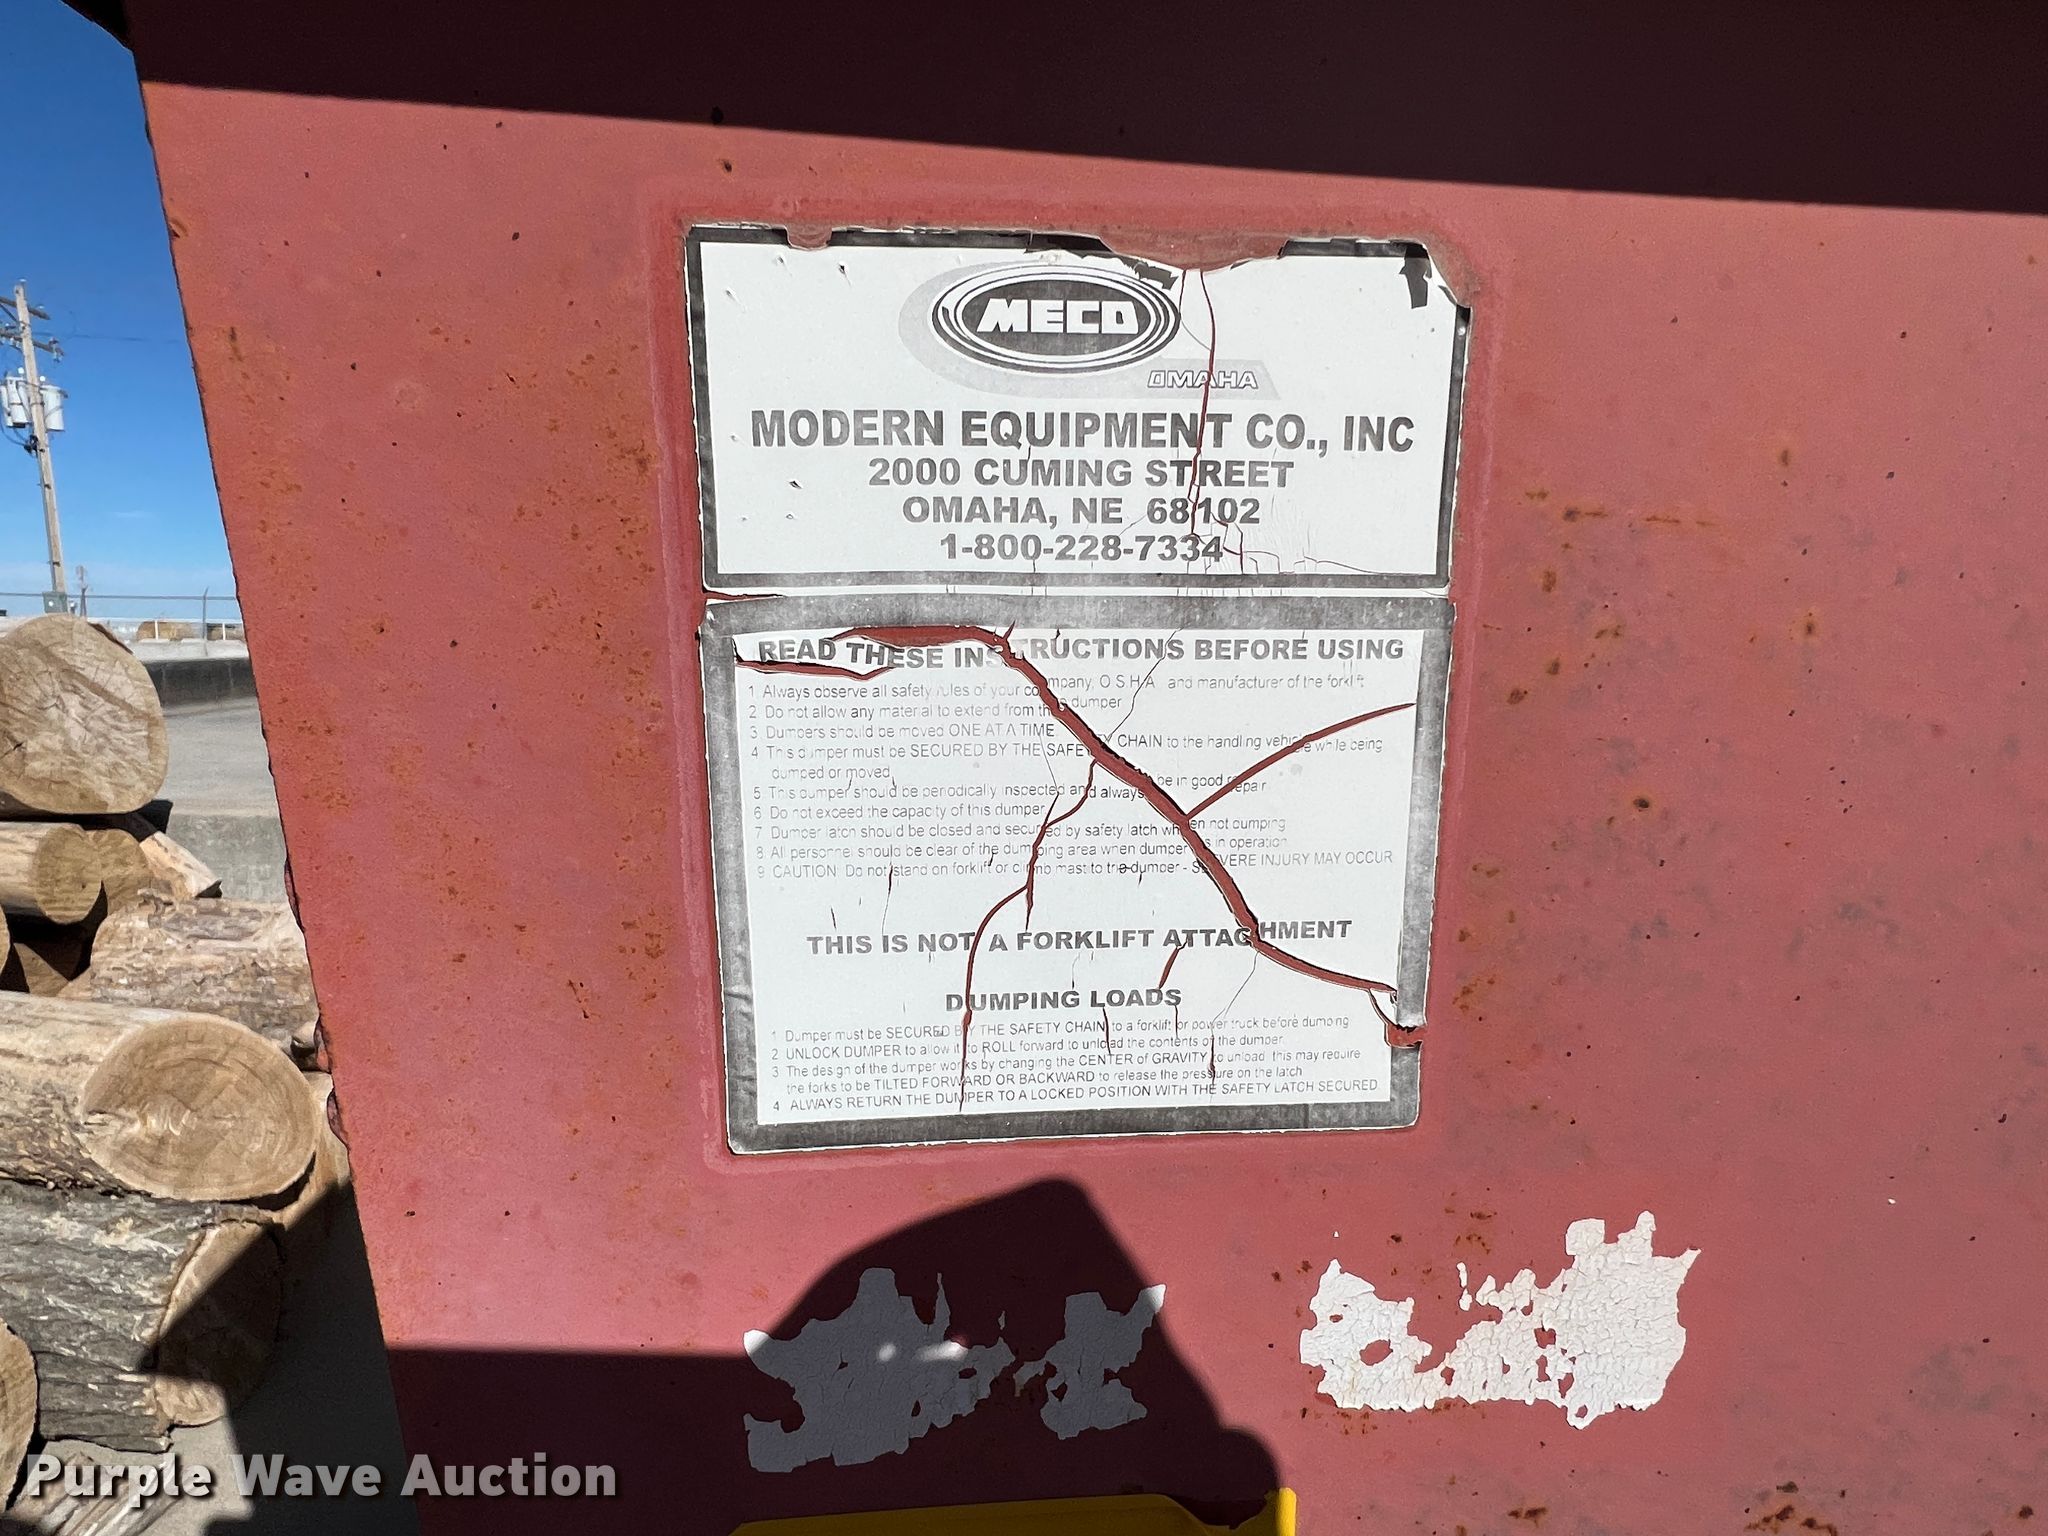 MECO
OMAHA
MODERN EQUIPMENT CO., INC
2000 CUMING STREET
OMAHA, NE 68102
1-800-228-7334
READ THESE INSTRUCTIONS BEFORE USING
1. Always observe all safety rules of your company, O S H A and manufacturer of the forklift
2. Do not allow any material to extend from the dumper
3. Dumpers should be moved ONE AT A TIME
4 This dumper must be SECURED BY THE SAFETY CHAIN to the handling vehicle while being
dumped or moved
5 This dumper should be periodically inspected and always be in good repair
6 Do not exceed the capacity of this dumper
7 Dumper latch should be closed and secured by safety latch when not dumping
8 All personnel should be clear of the dumping area when dumper is in operation
9 CAUTION: Do not stand on forklift or climb mast to the dumper - SEVERE INJURY MAY OCCUR
THIS IS NOT A FORKLIFT ATTACHMENT
DUMPING LOADS
1 Dumper must be SECURED BY THE SAFETY CHAIN to a forklift or power truck before dumping
2 UNLOCK DUMPER to allow it to ROLL forward to unload the contents of the dumper.
3 The design of the dumper works by changing the CENTER of GRAVITY to unload this may require
the forks to be TILTED FORWARD OR BACKWARD to release the pressure on the latch
4 ALWAYS RETURN THE DUMPER TO A LOCKED POSITION WITH THE SAFETY LATCH SECURED.
Purple Wave Auction